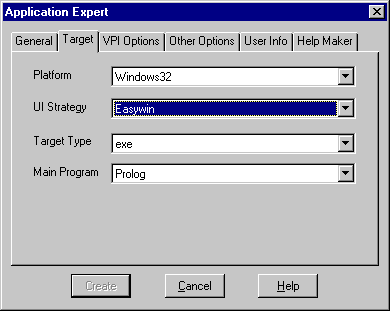 Application Expert
General Target VPI Options Other Options User Info Help Maker
Platform Windows32
UI Strategy Easywin
Target Type exe
Main Program Prolog
Create Cancel Help